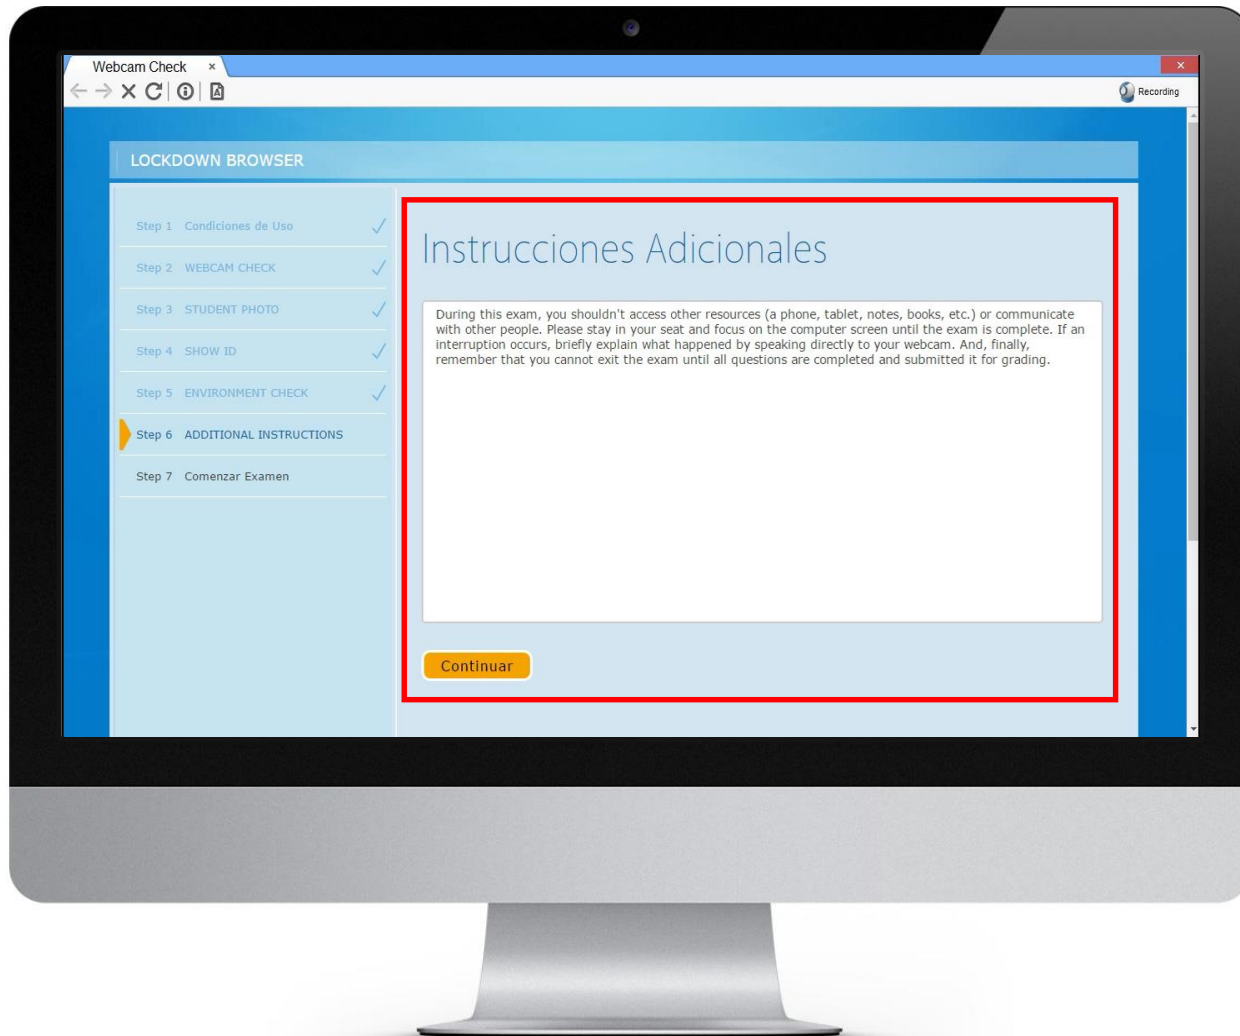 Webcam Check
Recording
LOCKDOWN BROWSER
Step 1 Condiciones de Uso
Step 2 WEBCAM CHECK
Step 3 STUDENT PHOTO
Step 4 SHOW ID
Step 5 ENVIRONMENT CHECK
Step 6 ADDITIONAL INSTRUCTIONS
Step 7 Comenzar Examen
Instrucciones Adicionales
During this exam, you shouldn't access other resources (a phone, tablet, notes, books, etc.) or communicate
with other people. Please stay in your seat and focus on the computer screen until the exam is complete. If an
interruption occurs, briefly explain what happened by speaking directly to your webcam. And, finally,
remember that you cannot exit the exam until all questions are completed and submitted it for grading.
Continuar